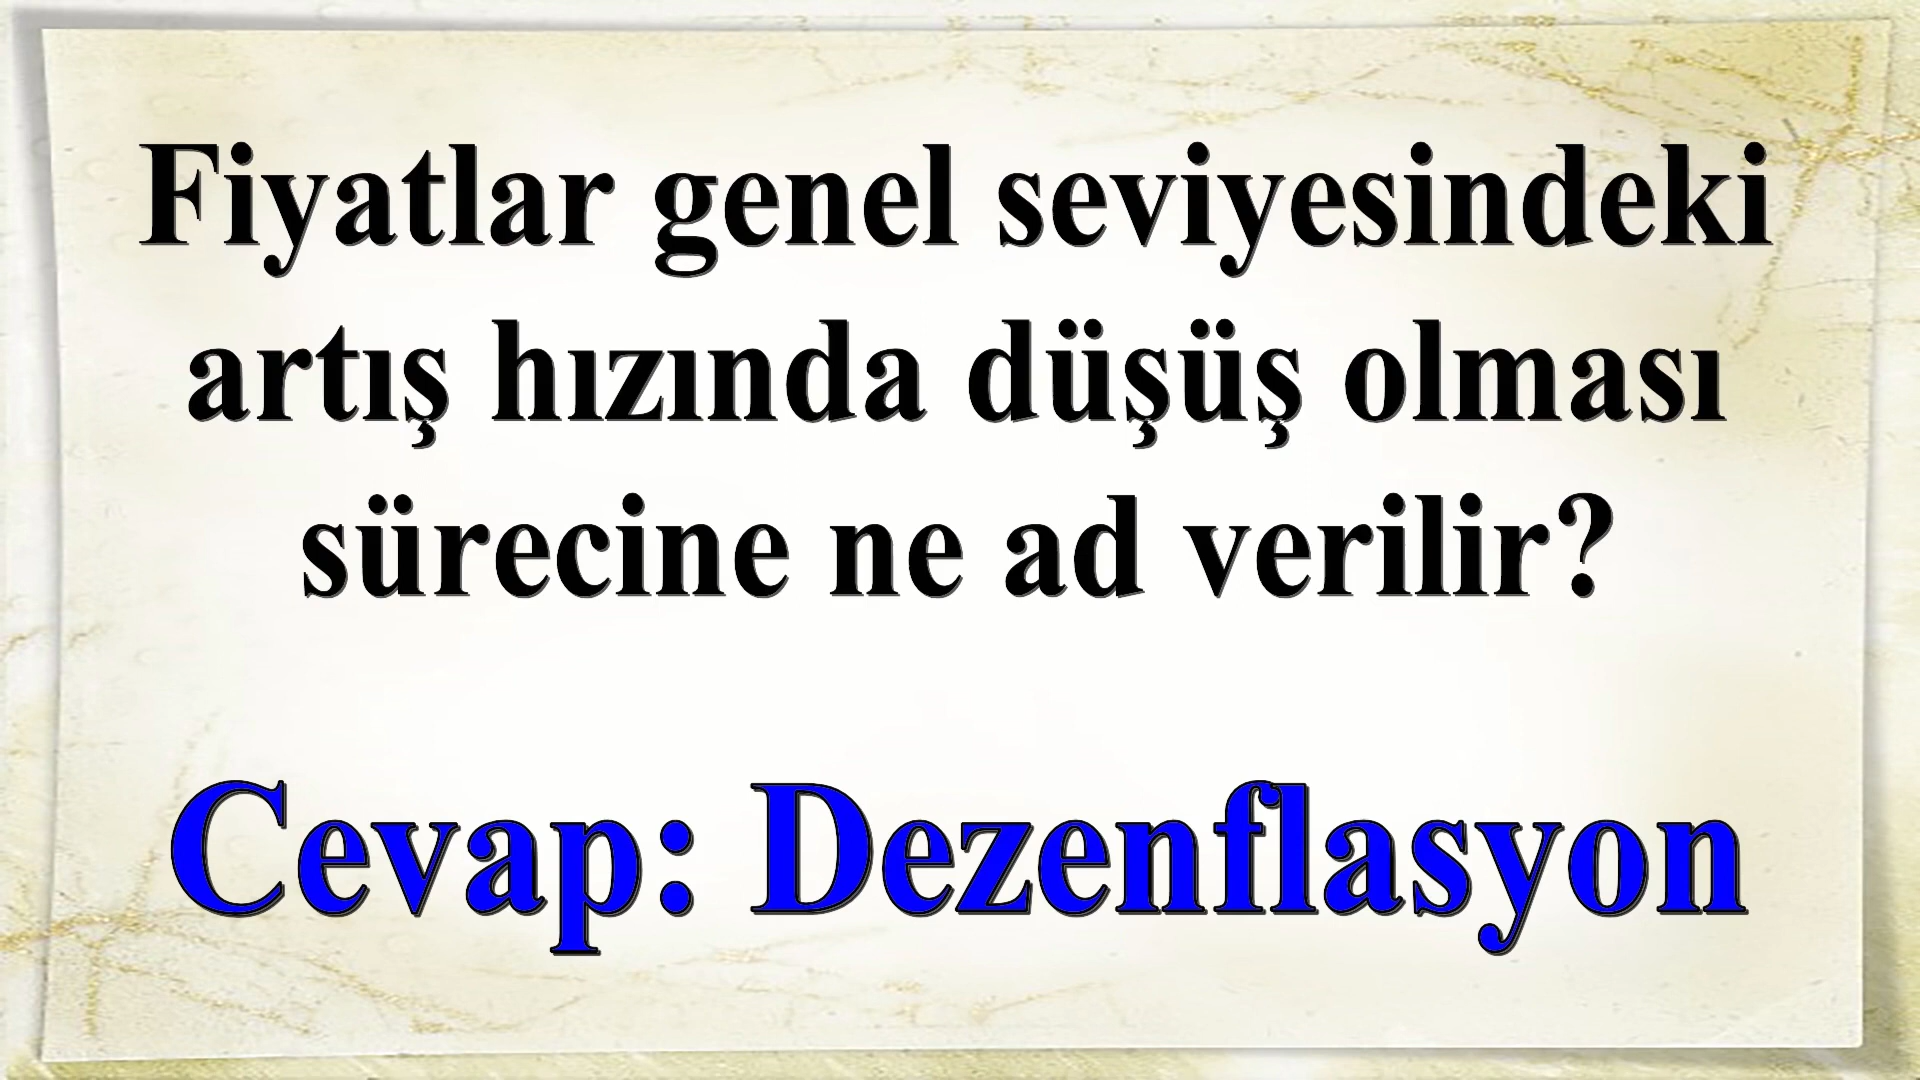 Fiyatlar genel seviyesindeki
artış hızında düşüş olması
sürecine ne ad verilir?
Cevap: Dezenflasyon